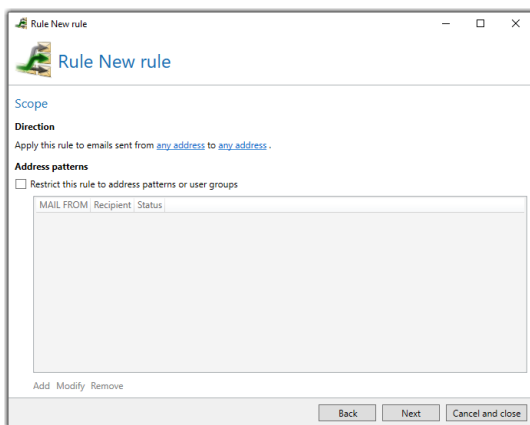 Rule New rule
Rule New rule
Scope
Direction
Apply this rule to emails sent from any address to any address .
Address patterns
Restrict this rule to address patterns or user groups
MAIL FROM Recipient Status
Add Modify Remove
Back Next Cancel and close